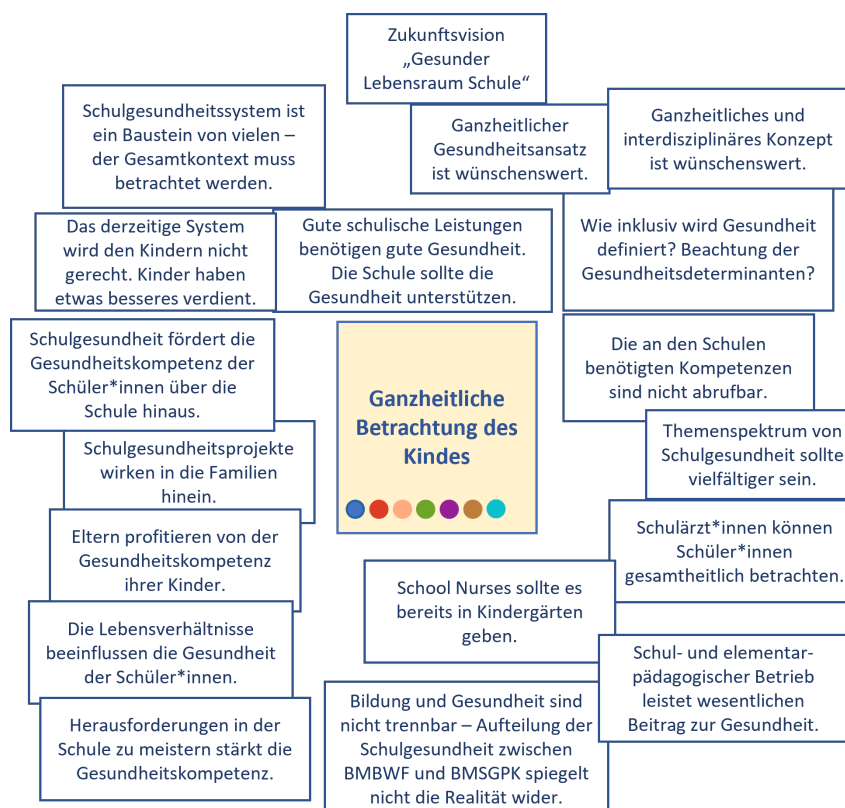 Zukunftsvision
„Gesunder
Lebensraum Schule“
Schulgesundheitssystem ist
ein Baustein von vielen –
der Gesamtkontext muss
betrachtet werden.
Ganzheitlicher
Gesundheitsansatz
ist wünschenswert.
Ganzheitliches und
interdisziplinäres Konzept
ist wünschenswert.
Das derzeitige System
wird den Kindern nicht
gerecht. Kinder haben
etwas besseres verdient.
Gute schulische Leistungen
benötigen gute Gesundheit.
Die Schule sollte die
Gesundheit unterstützen.
Wie inklusiv wird Gesundheit
definiert? Beachtung der
Gesundheitsdeterminanten?
Schulgesundheit fördert die
Gesundheitskompetenz der
Schüler*innen über die
Schule hinaus.
Ganzheitliche
Betrachtung des
Kindes
Die an den Schulen
benötigten Kompetenzen
sind nicht abrufbar.
Schulgesundheitsprojekte
wirken in die Familien
hinein.
Themenspektrum von
Schulgesundheit sollte
vielfältiger sein.
Eltern profitieren von der
Gesundheitskompetenz
ihrer Kinder.
Schulärzt*innen können
Schüler*innen
gesamtheitlich betrachten.
School Nurses sollte es
bereits in Kindergärten
geben.
Die Lebensverhältnisse
beeinflussen die Gesundheit
der Schüler*innen.
Schul- und elementar-
pädagogischer Betrieb
leistet wesentlichen
Beitrag zur Gesundheit.
Herausforderungen in der
Schule zu meistern stärkt die
Gesundheitskompetenz.
Bildung und Gesundheit sind
nicht trennbar – Aufteilung der
Schulgesundheit zwischen
BMBWF und BMSGPK spiegelt
nicht die Realität wider.